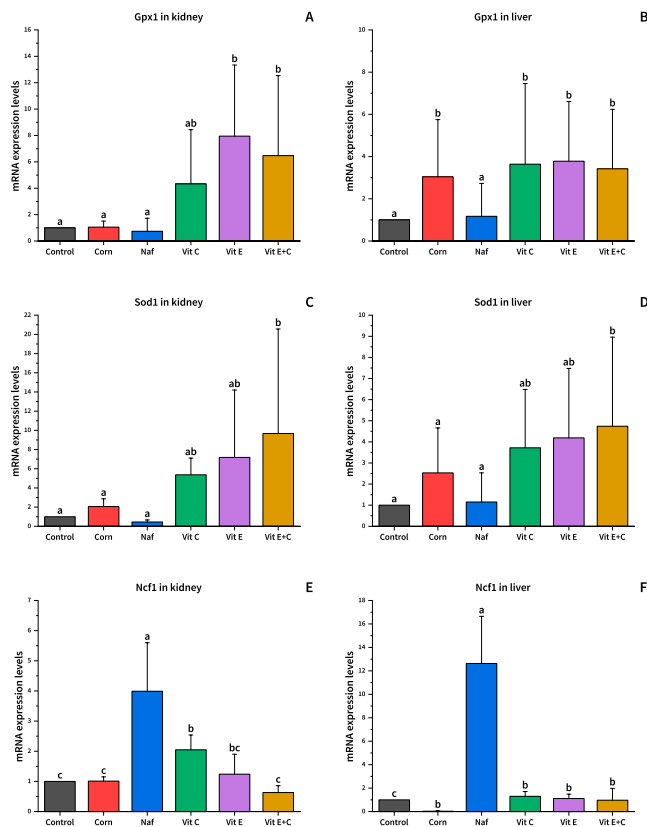 Gpx1 in kidney
A
mRNA expression levels
16
14
12
10
8
6
4
2
0
a
a
a
ab
b
b
Control Corn Naf Vit C Vit E Vit E+C
Gpx1 in liver
B
mRNA expression levels
10
8
6
4
2
0
a
b
a
b
b
b
Control Corn Naf Vit C Vit E Vit E+C
Sod1 in kidney
C
mRNA expression levels
22
20
18
16
14
12
10
8
6
4
2
0
a
a
a
ab
ab
b
Control Corn Naf Vit C Vit E Vit E+C
Sod1 in liver
D
mRNA expression levels
10
9
8
7
6
5
4
3
2
1
0
a
a
a
ab
ab
b
Control Corn Naf Vit C Vit E Vit E+C
Ncf1 in kidney
E
mRNA expression levels
7
6
5
4
3
2
1
0
c
c
a
b
bc
c
Control Corn Naf Vit C Vit E Vit E+C
Ncf1 in liver
F
mRNA expression levels
18
16
14
12
10
8
6
4
2
0
c
b
a
b
b
b
Control Corn Naf Vit C Vit E Vit E+C